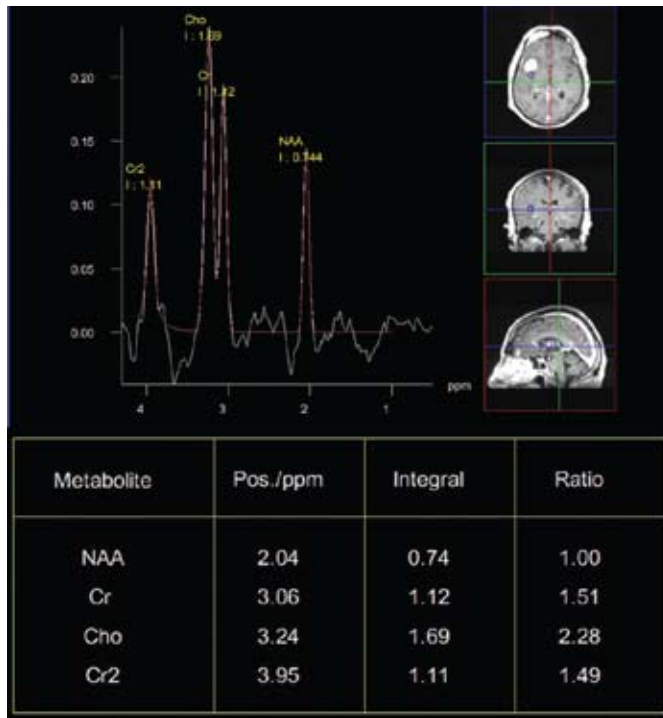 Cho
I : 1.69
Cr
I : 1.12
NAA
I : 0.744
Cr2
I : 1.11
0.20
0.15
0.10
0.05
0.00
4 3 2 1 ppm
Metabolite Pos./ppm Integral Ratio
NAA 2.04 0.74 1.00
Cr 3.06 1.12 1.51
Cho 3.24 1.69 2.28
Cr2 3.95 1.11 1.49